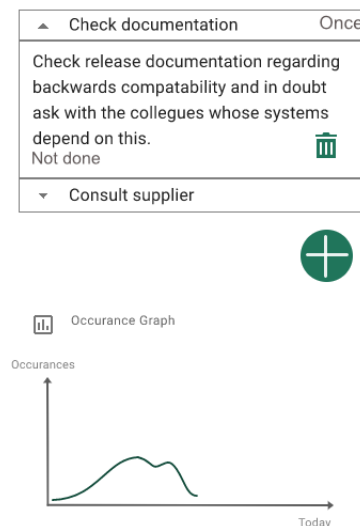 Check documentation Once
Check release documentation regarding
backwards compatability and in doubt
ask with the collegues whose systems
depend on this.
Not done
Consult supplier
Occurance Graph
Occurances
Today